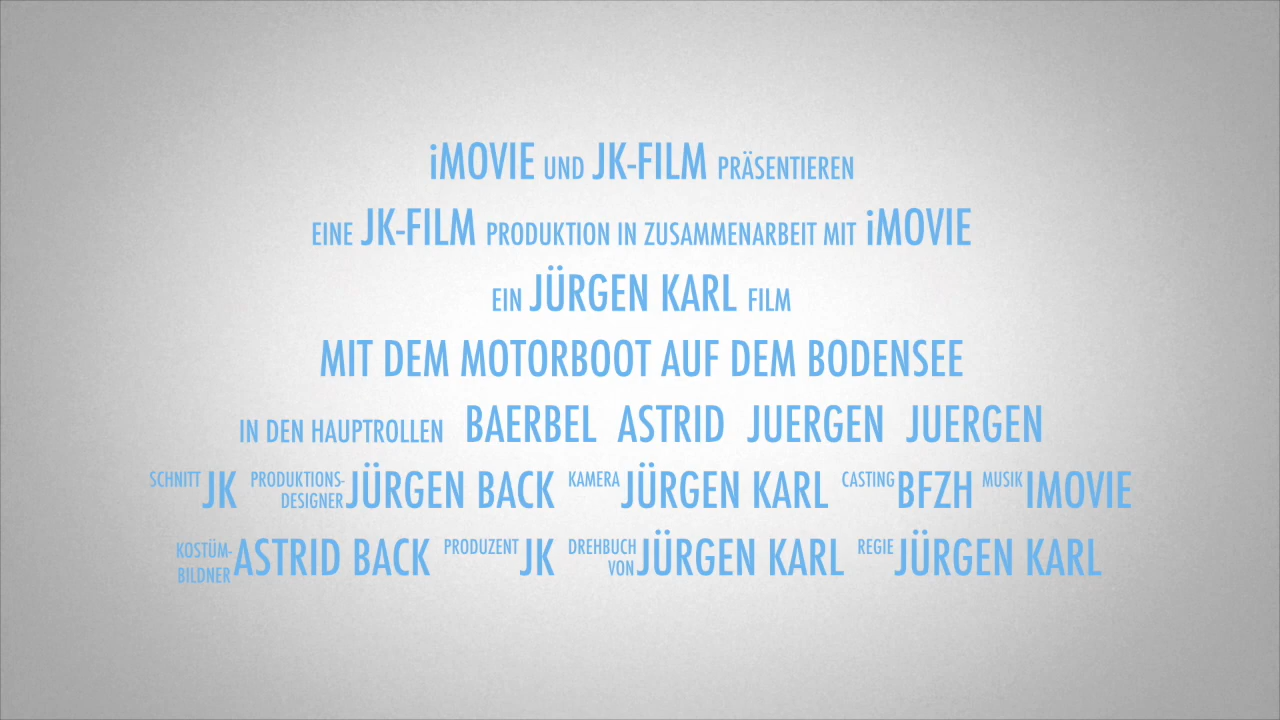 iMOVIE UND JK-FILM PRÄSENTIEREN
EINE JK-FILM PRODUKTION IN ZUSAMMENARBEIT MIT iMOVIE
EIN JÜRGEN KARL FILM
MIT DEM MOTORBOOT AUF DEM BODENSEE
IN DEN HAUPTROLLEN BAERBEL ASTRID JUERGEN JUERGEN
SCHNITT JK PRODUKTIONS-DESIGNER JÜRGEN BACK KAMERA JÜRGEN KARL CASTING BFZH MUSIK IMOVIE
KOSTÜM-BILDNER ASTRID BACK PRODUZENT JK DREHBUCH VON JÜRGEN KARL REGIE JÜRGEN KARL